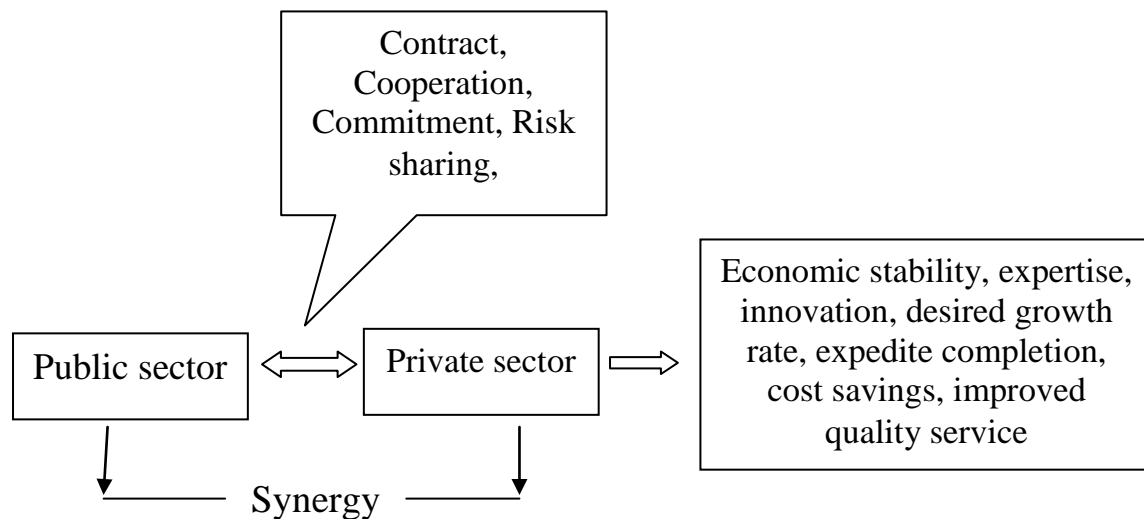 Contract,
Cooperation,
Commitment, Risk
sharing,
Economic stability, expertise,
innovation, desired growth
rate, expedite completion,
cost savings, improved
quality service
Public sector
Private sector
Synergy